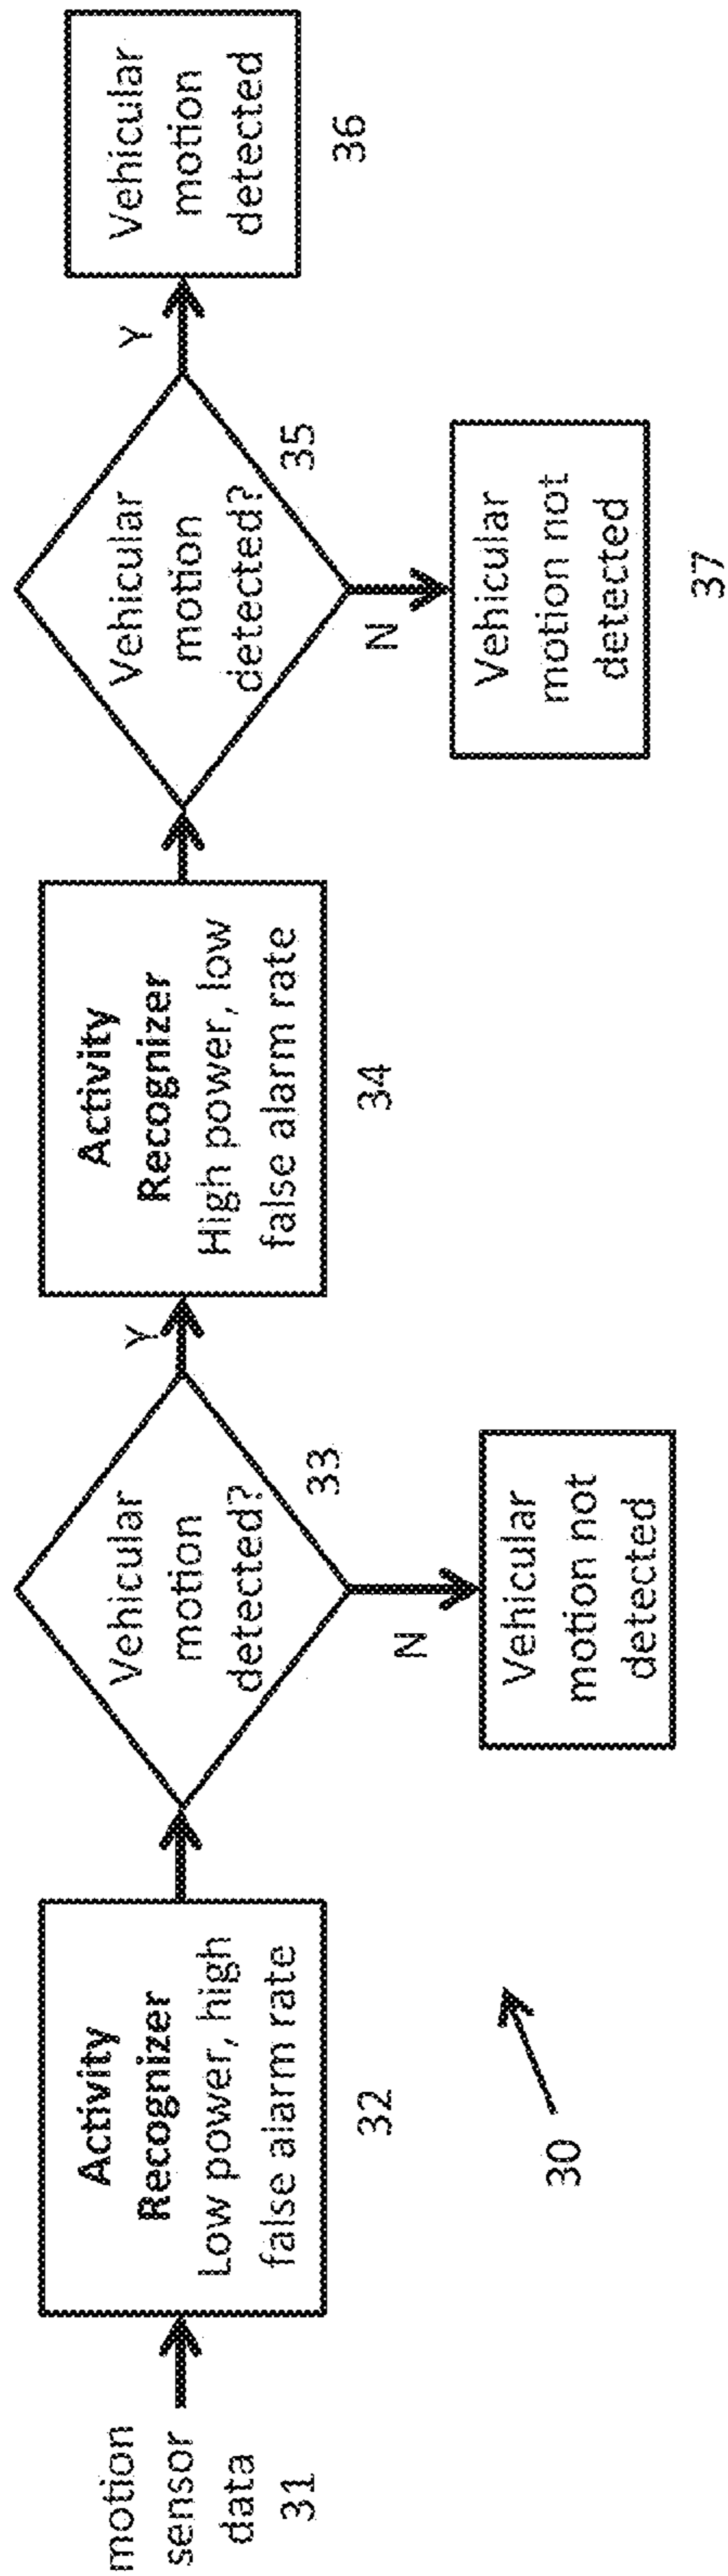 motion
sensor
data
31
Activity
Recognizer
Low power, high
false alarm rate
32
Vehicular
motion
detected?
33
Y
N
Vehicular
motion not
detected
Activity
Recognizer
High power, low
false alarm rate
34
Vehicular
motion
detected?
35
Y
N
Vehicular
motion not
detected
37
Vehicular
motion
detected
36
30